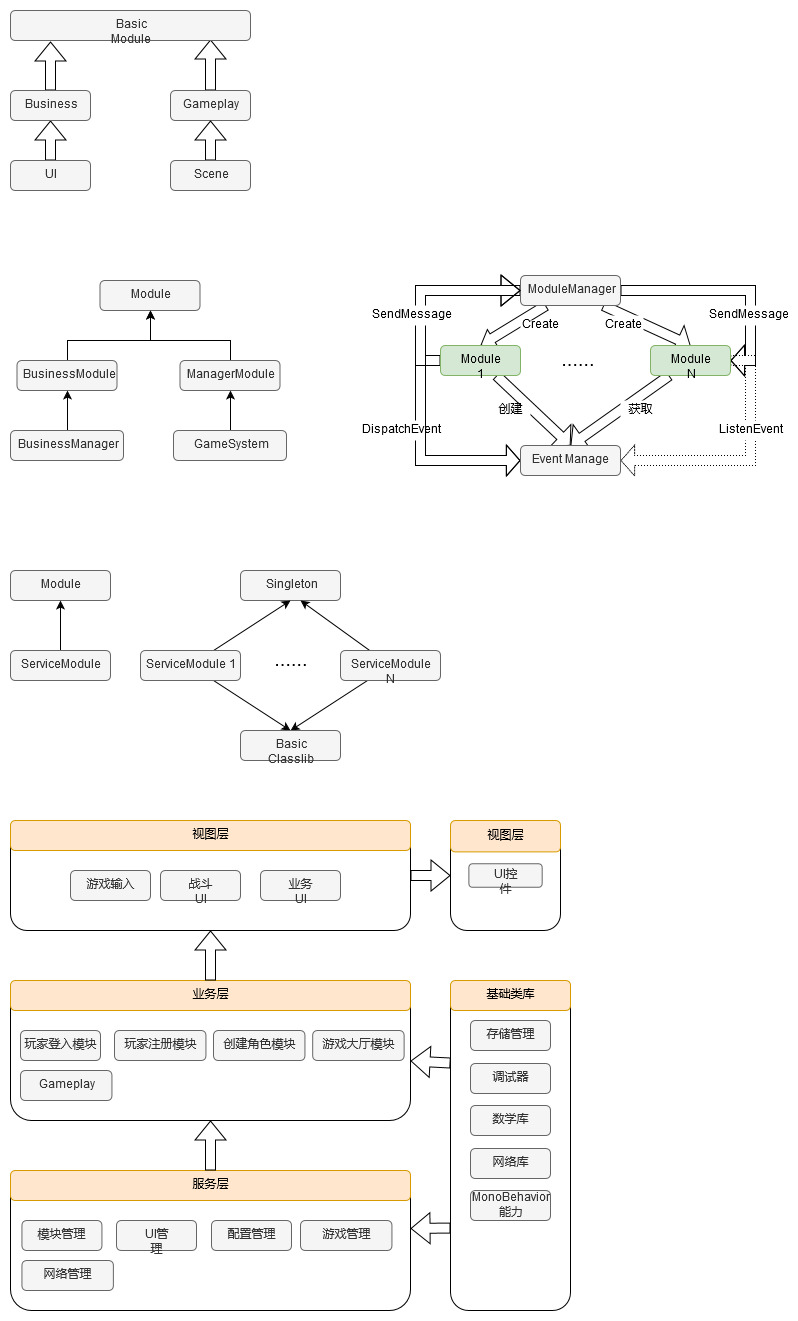 Basic
Module
Business
Gameplay
UI
Scene
Module
BusinessModule
ManagerModule
BusinessManager
GameSystem
ModuleManager
SendMessage
Create
Create
SendMessage
Module
1
......
Module
N
创建
获取
DispatchEvent
ListenEvent
Event Manage
Module
ServiceModule
Singleton
ServiceModule 1
......
ServiceModule
N
Basic
Classlib
视图层
游戏输入
战斗
UI
业务
UI
视图层
UI控
件
业务层
玩家登入模块
玩家注册模块
创建角色模块
游戏大厅模块
Gameplay
基础类库
存储管理
调试器
数学库
网络库
MonoBehavior
能力
服务层
模块管理
UI管
理
配置管理
游戏管理
网络管理